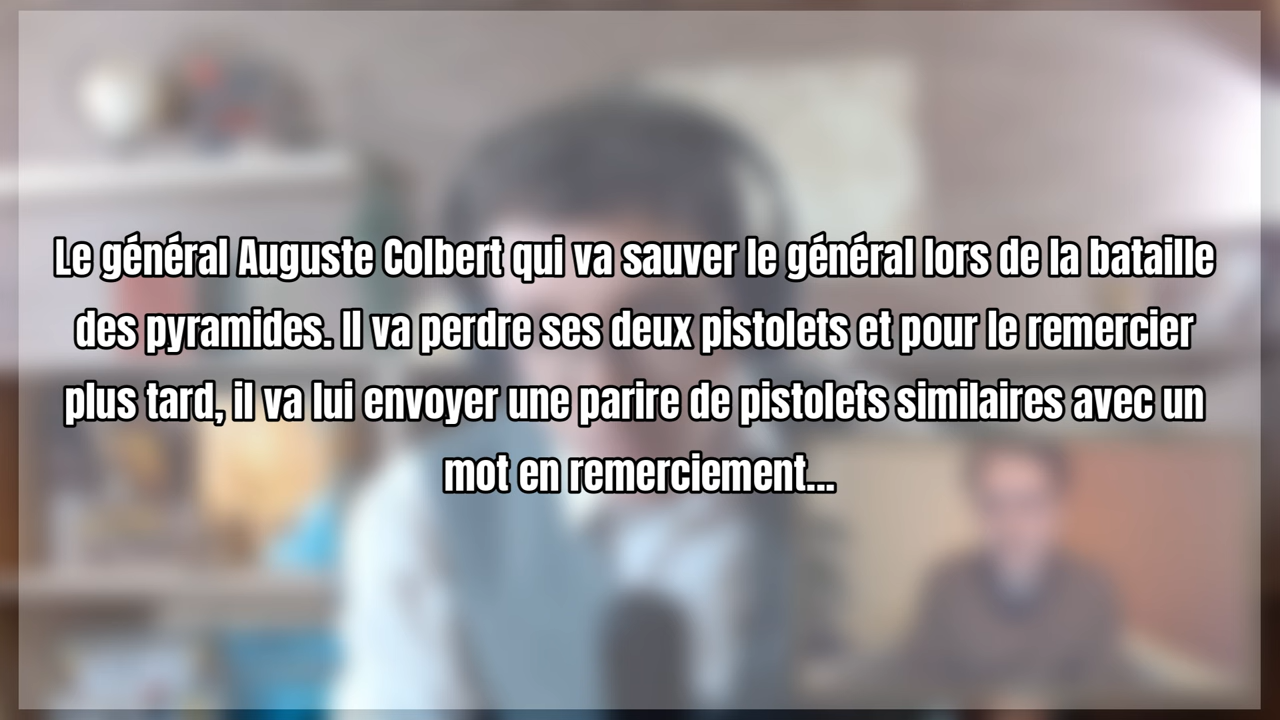 Le général Auguste Colbert qui va sauver le général lors de la bataille
des pyramides. Il va perdre ses deux pistolets et pour le remercier
plus tard, il va lui envoyer une parire de pistolets similaires avec un
mot en remerciement...